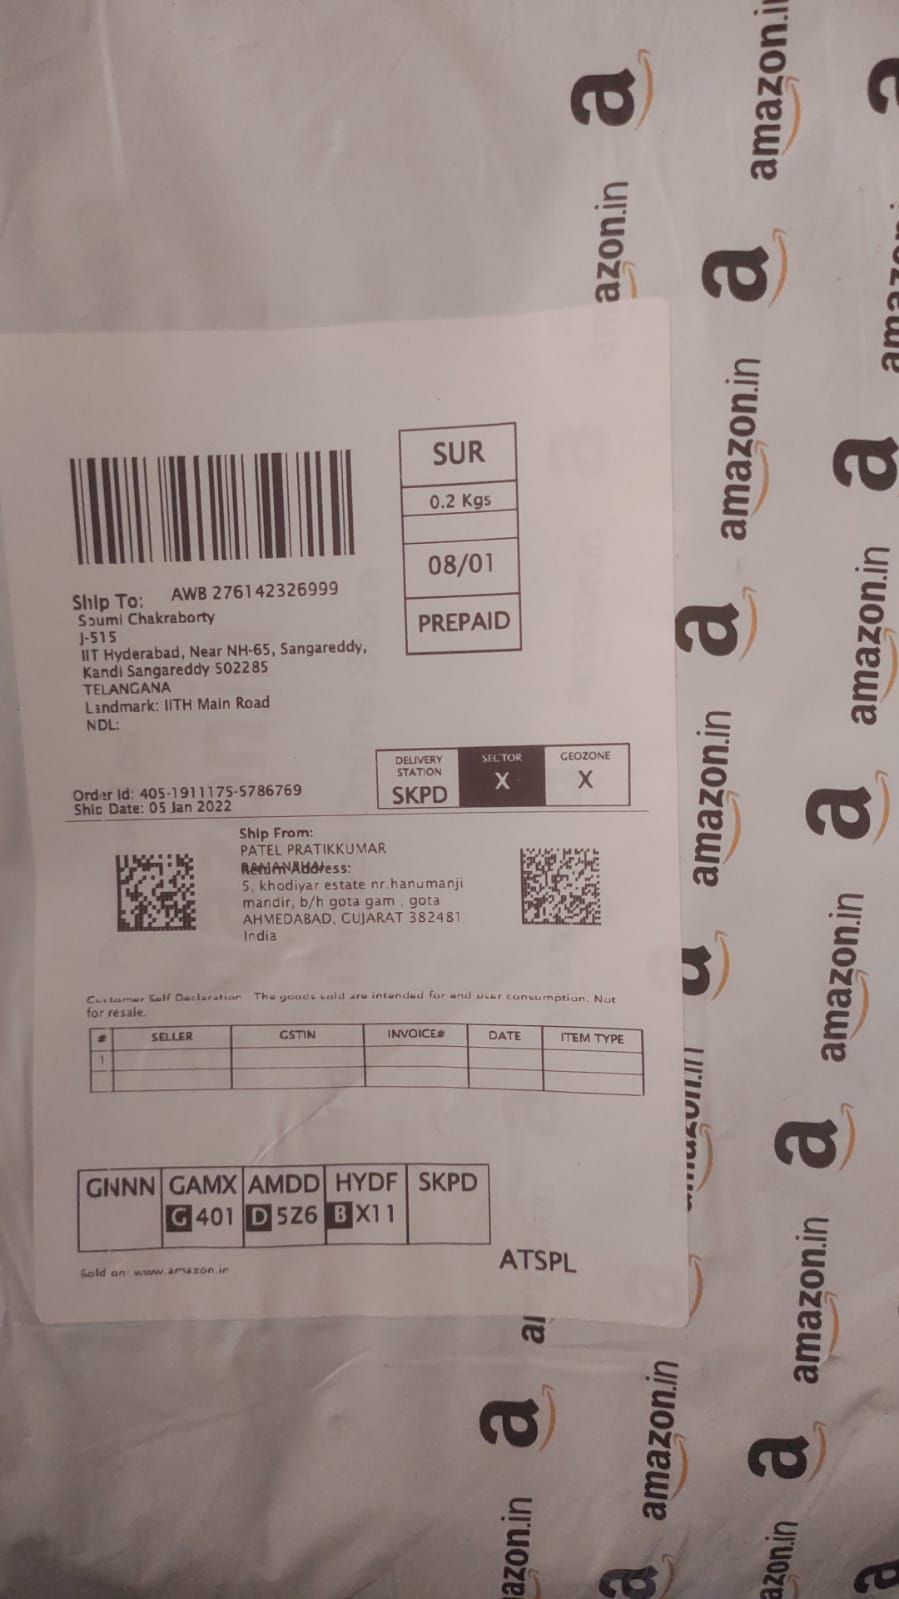 SUR
0.2 Kgs
08/01
PREPAID
Ship To: AWB 276142326999
Soumi Chakraborty
J-515
IIT Hyderabad, Near NH-65, Sangareddy,
Kandi Sangareddy 502285
TELANGANA
Landmark: IITH Main Road
NDL:
DELIVERY STATION SKPD
SECTOR X
GEOZONE X
Order Id: 405-1911175-5786769
Ship Date: 05 Jan 2022
Ship From:
PATEL PRATIKKUMAR
RAMANBHAI
Return Address:
5, khodiyar estate nr.hanumanji
mandir, b/h gota gam , gota
AHMEDABAD, GUJARAT 382481
India
Customer Self Declaration The goods sold are intended for end user consumption. Not
for resale.
# SELLER GSTIN INVOICE# DATE ITEM TYPE
1
GNNN GAMX AMDD HYDF SKPD
G 401 D 5Z6 B X11
ATSPL
Sold on: www.amazon.in
a
amazon.in
azon.in
a
amazon.in
a
a
amazon.in
amazon.in
a
amazon.in
a
amazon.in
a
amazon.in
a
amazon.in
a
azon.in
azon.in